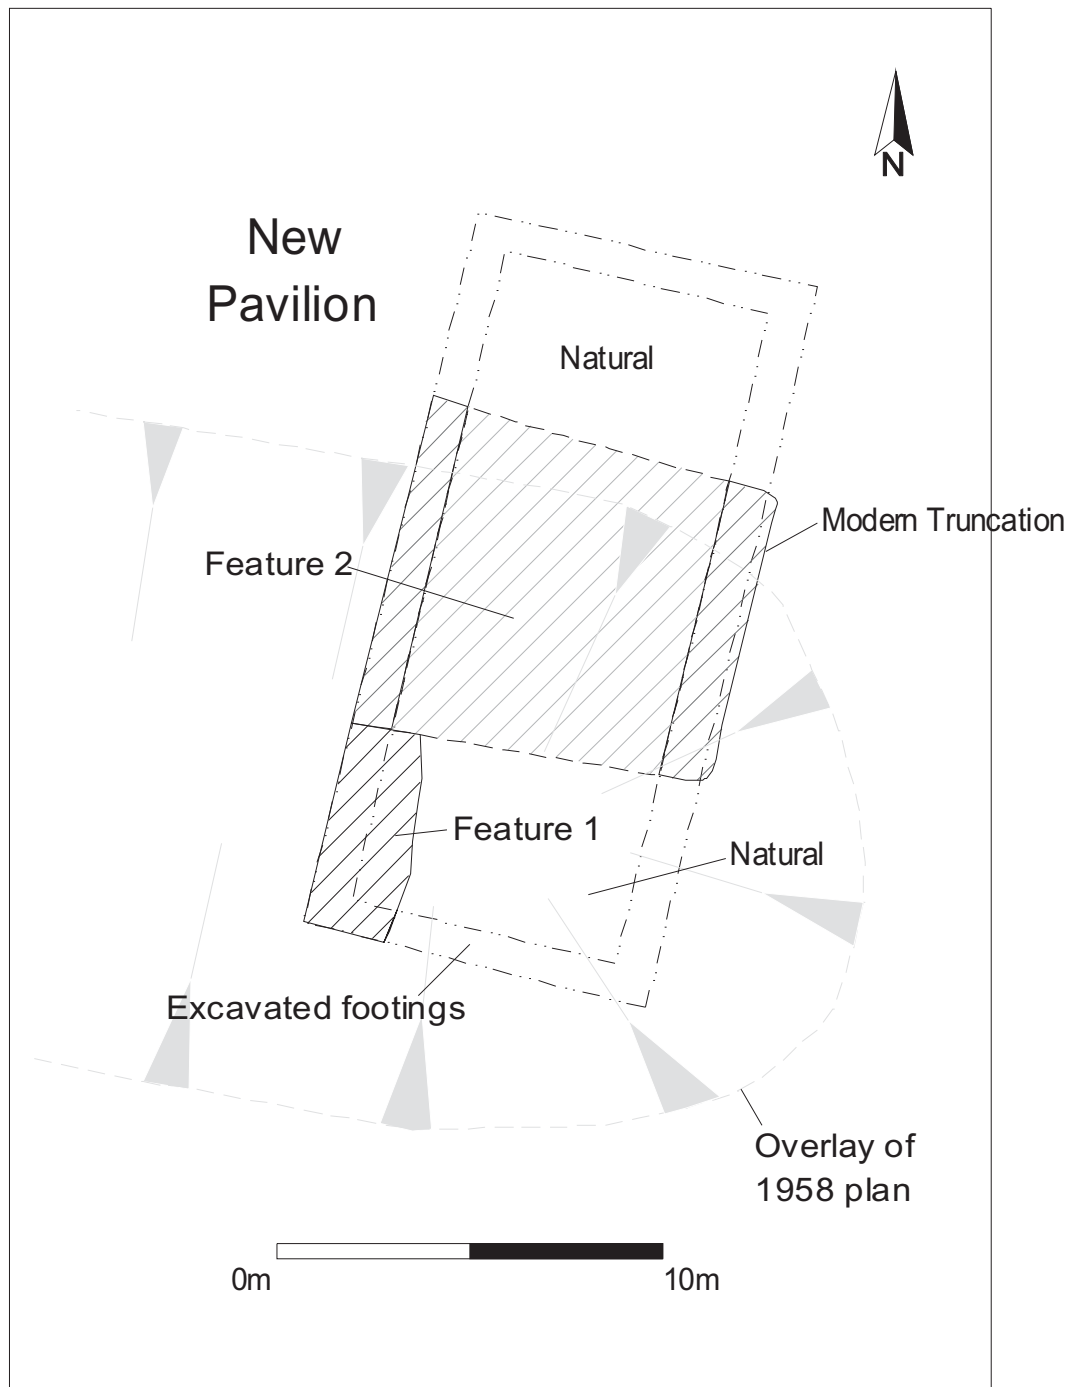 N
New
Pavilion
Natural
Modern Truncation
Feature 2
Feature 1
Natural
Excavated footings
Overlay of
1958 plan
0m
10m